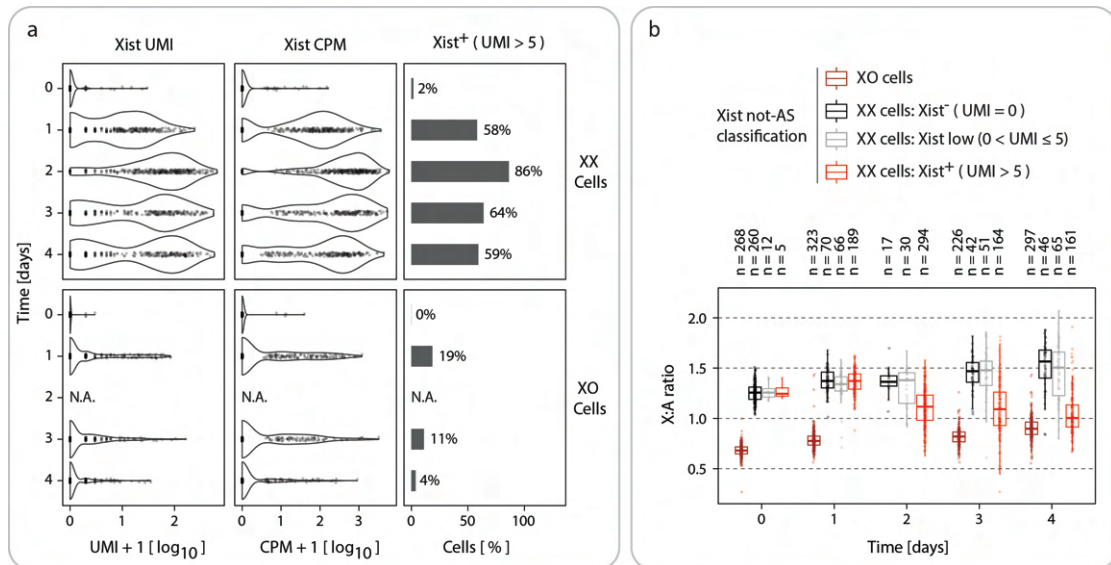 a
Xist UMI
Xist CPM
Xist+ (UMI > 5)
Time [days]
0
1
2
3
4
2%
58%
86%
64%
59%
XX
Cells
0
1
N.A.
3
4
N.A.
0%
19%
N.A.
11%
4%
XO
Cells
0 1 2
UMI + 1 [log10]
0 1 2 3
CPM + 1 [log10]
0 50 100
Cells [%]
b
Xist not-AS
classification
XO cells
XX cells: Xist- (UMI = 0)
XX cells: Xist low (0 < UMI ≤ 5)
XX cells: Xist+ (UMI > 5)
n = 268
n = 260
n = 12
n = 5
n = 323
n = 70
n = 66
n = 189
n = 17
n = 30
n = 294
n = 226
n = 42
n = 51
n = 164
n = 297
n = 46
n = 65
n = 161
X:A ratio
2.0
1.5
1.0
0.5
0 1 2 3 4
Time [days]